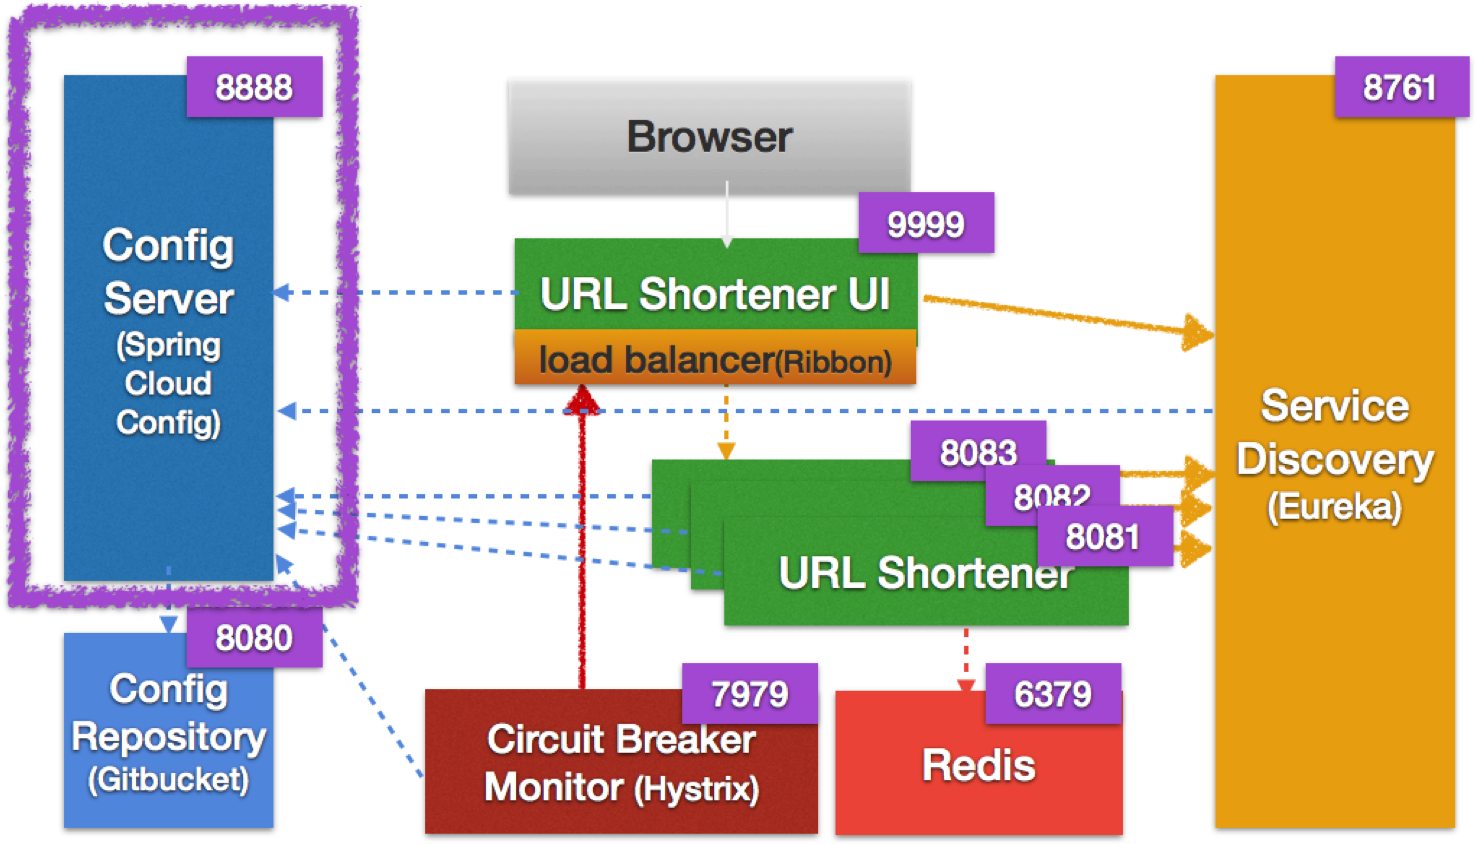 8888
Config
Server
(Spring
Cloud
Config)
8080
Config
Repository
(Gitbucket)
Browser
9999
URL Shortener UI
load balancer(Ribbon)
8083
8082
8081
URL Shortener
7979
Circuit Breaker
Monitor (Hystrix)
6379
Redis
8761
Service
Discovery
(Eureka)